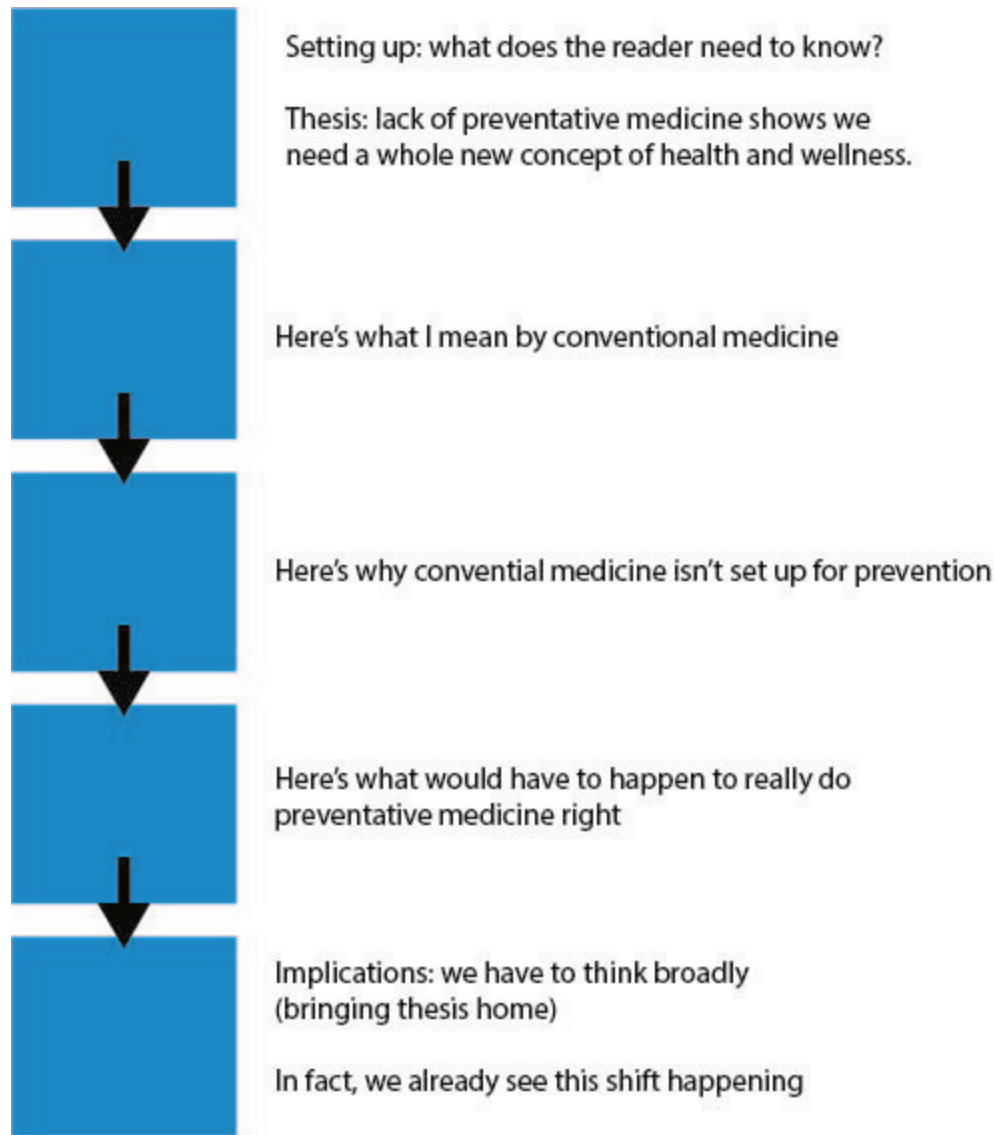 Setting up: what does the reader need to know?
Thesis: lack of preventative medicine shows we
need a whole new concept of health and wellness.
Here's what I mean by conventional medicine
Here's why convential medicine isn't set up for prevention
Here's what would have to happen to really do
preventative medicine right
Implications: we have to think broadly
(bringing thesis home)
In fact, we already see this shift happening